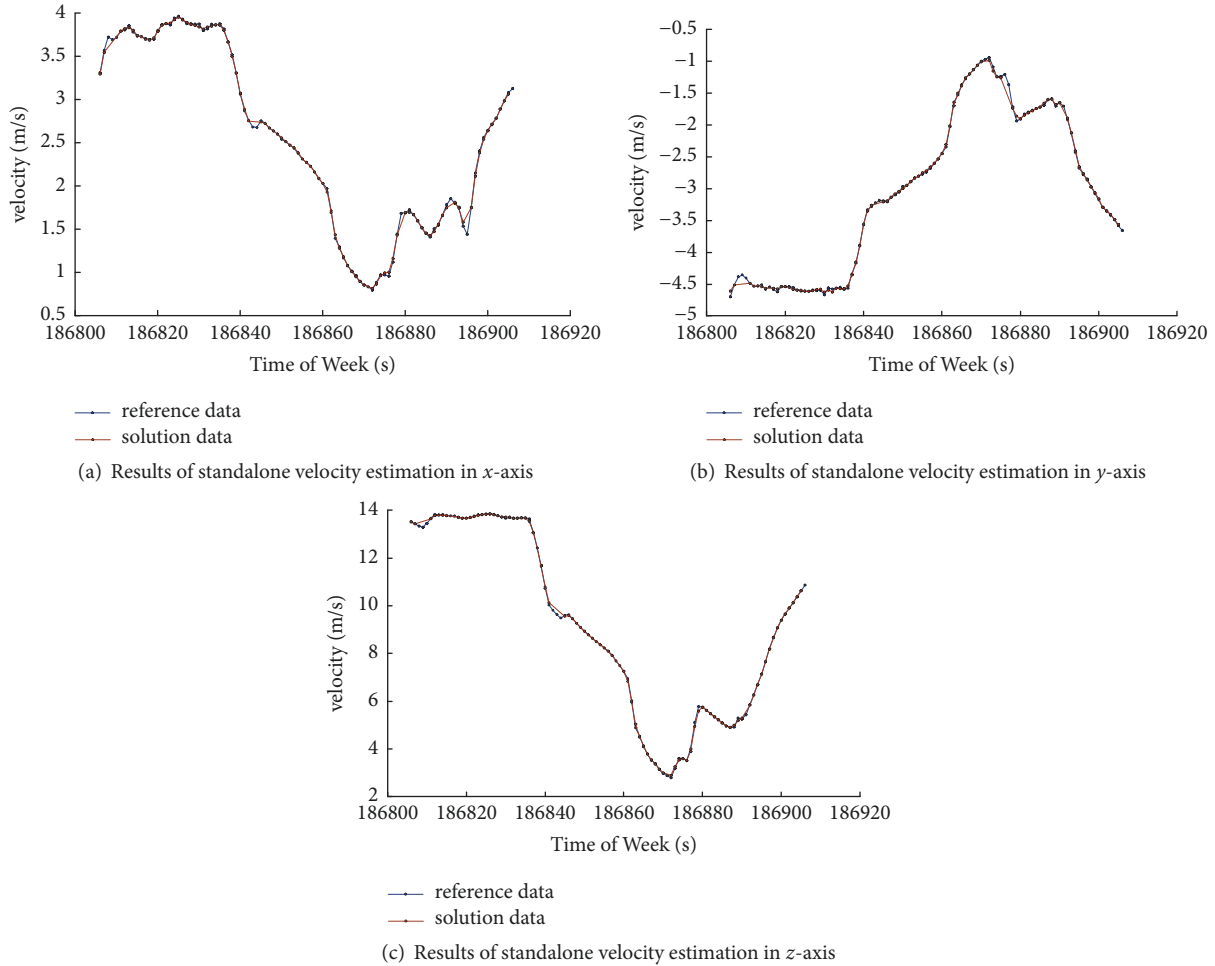 4
3.5
3
2.5
2
1.5
1
0.5
velocity (m/s)
186800 186820 186840 186860 186880 186900 186920
Time of Week (s)
reference data
solution data
(a) Results of standalone velocity estimation in x-axis
−0.5
−1
−1.5
−2
−2.5
−3
−3.5
−4
−4.5
−5
velocity (m/s)
186800 186820 186840 186860 186880 186900 186920
Time of Week (s)
reference data
solution data
(b) Results of standalone velocity estimation in y-axis
14
12
10
8
6
4
2
velocity (m/s)
186800 186820 186840 186860 186880 186900 186920
Time of Week (s)
reference data
solution data
(c) Results of standalone velocity estimation in z-axis